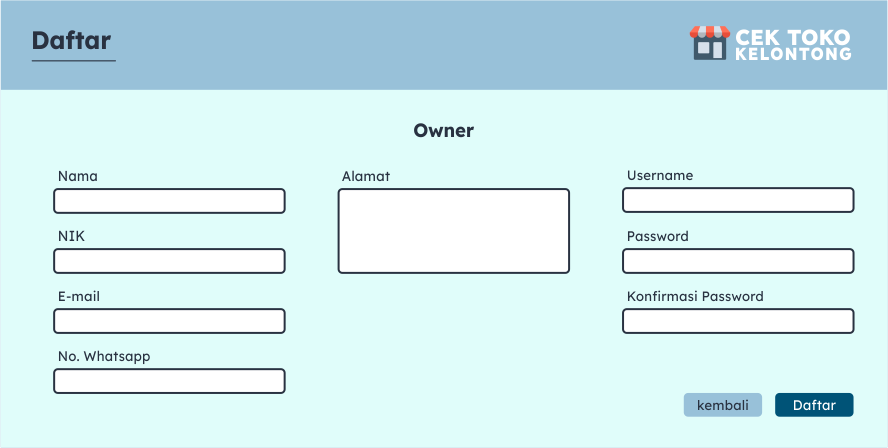 Daftar
CEK TOKO
KELONTONG
Owner
Nama
NIK
E-mail
No. Whatsapp
Alamat
Username
Password
Konfirmasi Password
kembali
Daftar